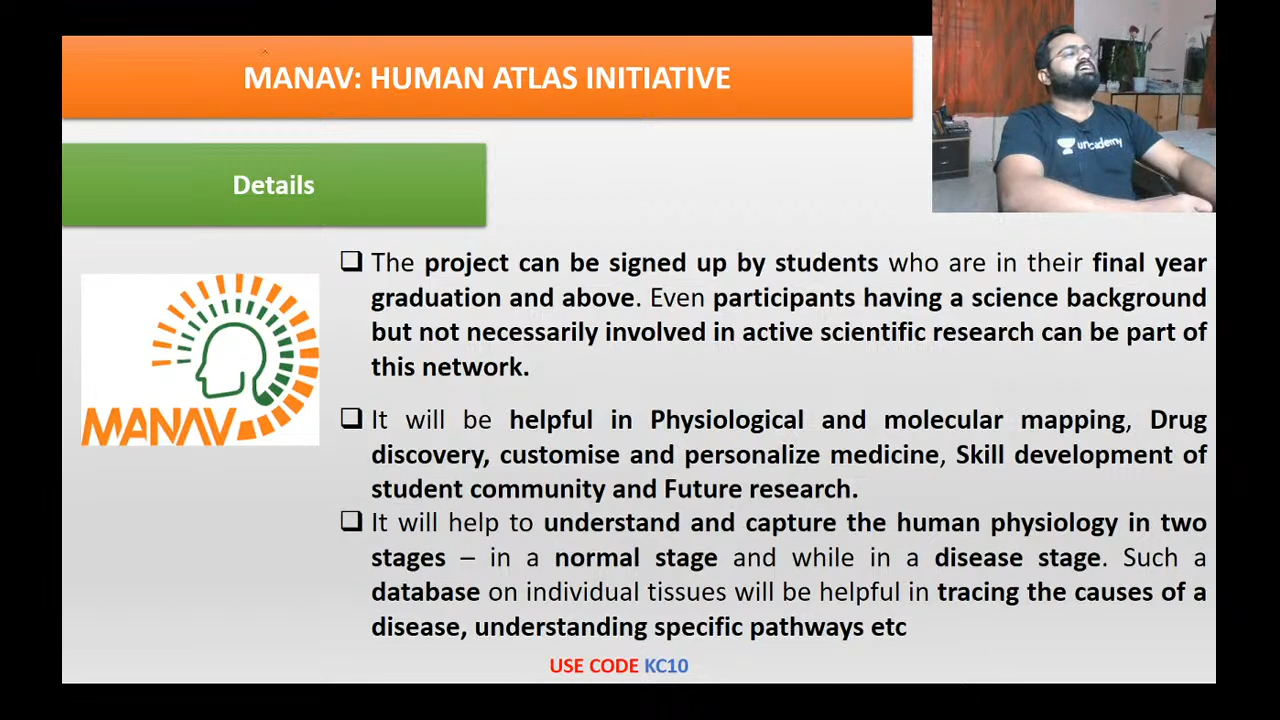 MANAV: HUMAN ATLAS INITIATIVE
unacademy
Details
❑ The project can be signed up by students who are in their final year
graduation and above. Even participants having a science background
but not necessarily involved in active scientific research can be part of
this network.
MANAV
❑ It will be helpful in Physiological and molecular mapping, Drug
discovery, customise and personalize medicine, Skill development of
student community and Future research.
❑ It will help to understand and capture the human physiology in two
stages – in a normal stage and while in a disease stage. Such a
database on individual tissues will be helpful in tracing the causes of a
disease, understanding specific pathways etc
USE CODE KC10